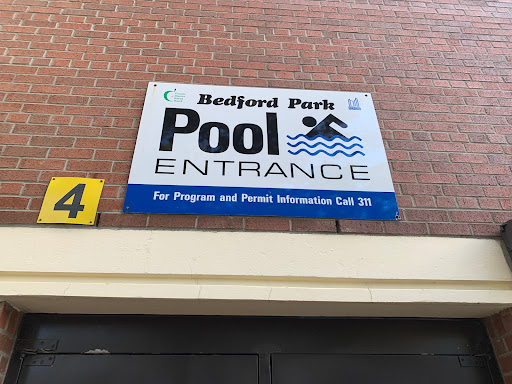 Bedford Park
Pool
ENTRANCE
For Program and Permit Information Call 311
4